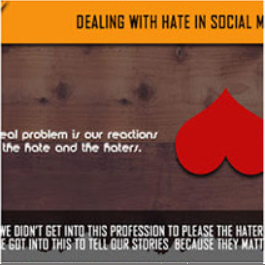 DEALING WITH HATE IN SOCIAL M
eal problem is our reactions
the hate and the haters.
WE DIDN'T GET INTO THIS PROFESSION TO PLEASE THE HATER
E GOT INTO THIS TO TELL OUR STORIES BECAUSE THEY MATT